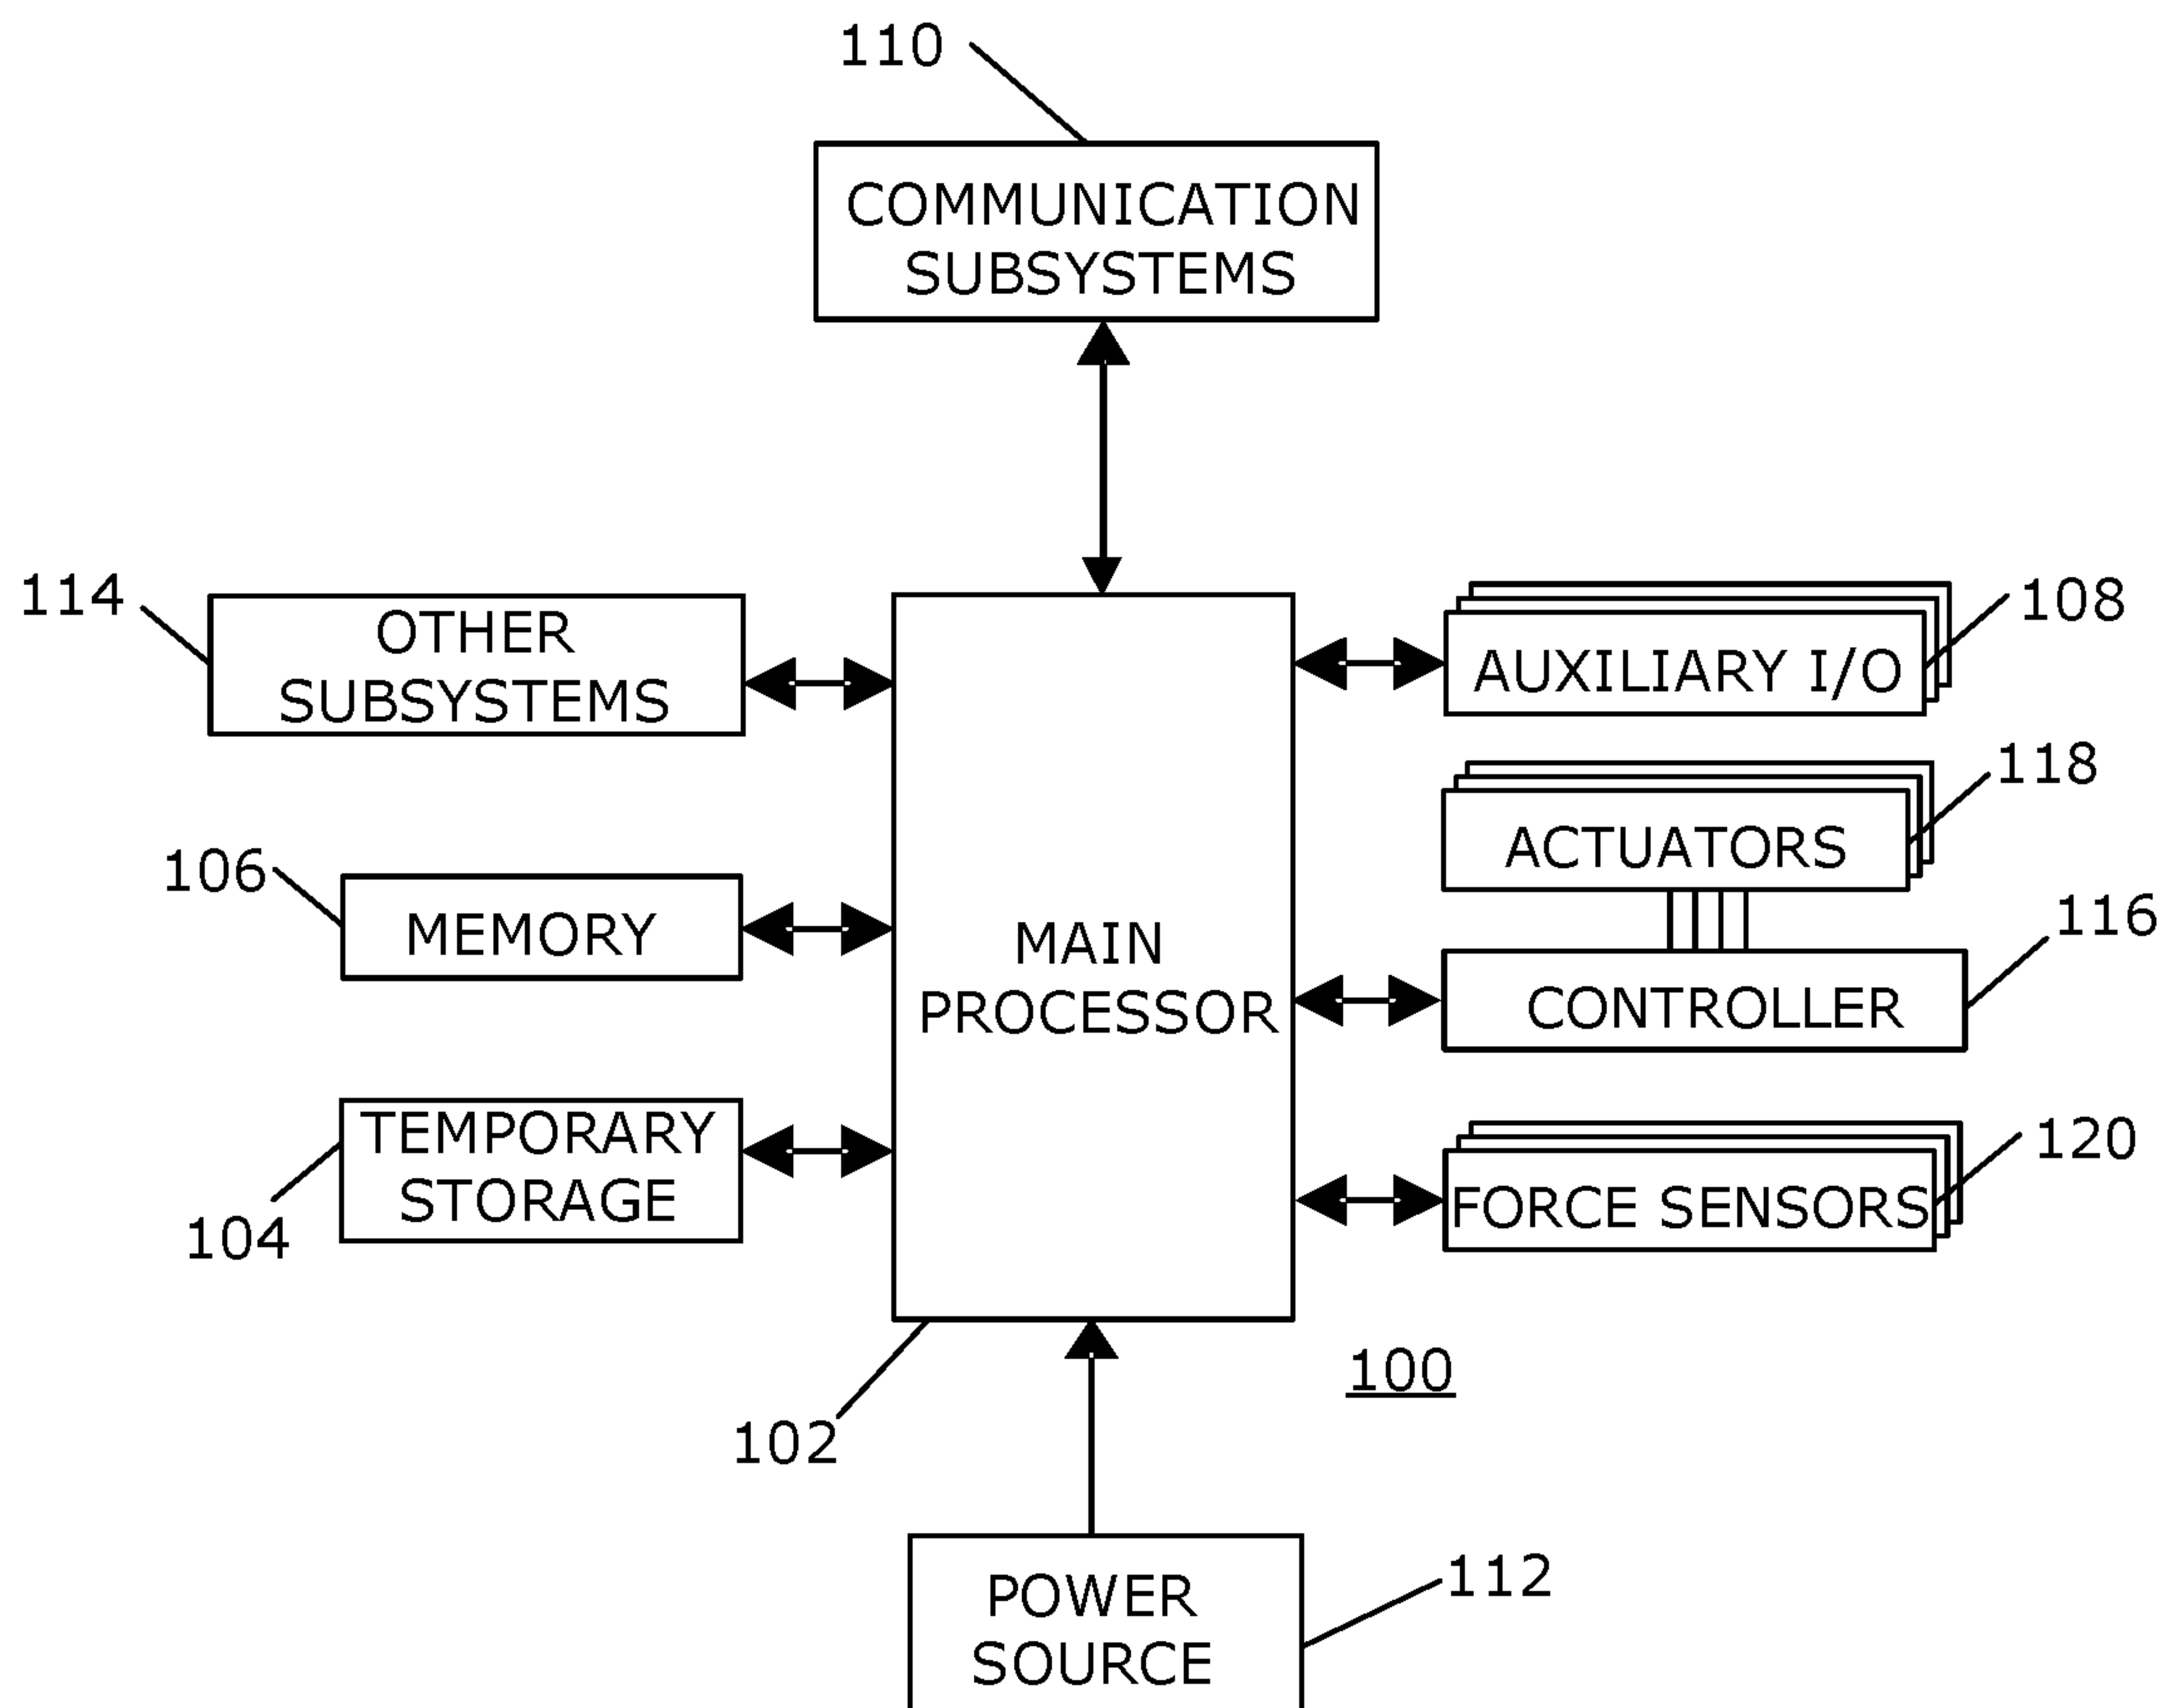 110
COMMUNICATION
SUBSYSTEMS
114
OTHER
SUBSYSTEMS
AUXILIARY I/O
108
118
ACTUATORS
106
MEMORY
MAIN
PROCESSOR
116
CONTROLLER
TEMPORARY
STORAGE
104
120
FORCE SENSORS
100
102
POWER
SOURCE
112